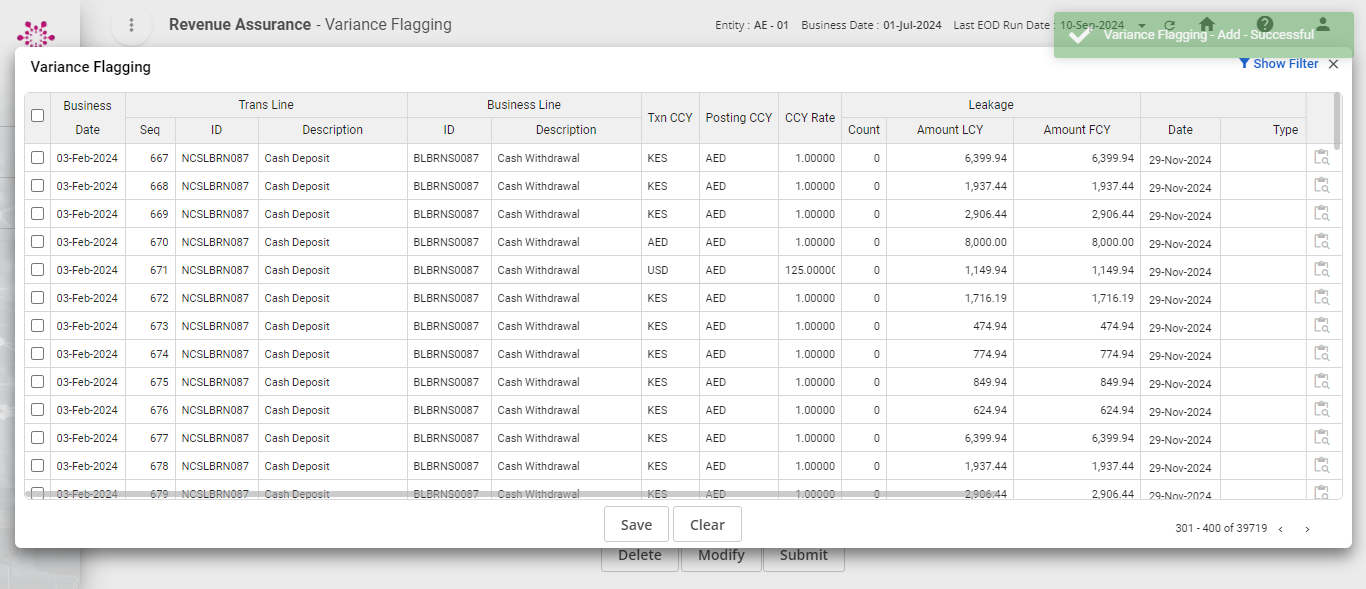 Revenue Assurance - Variance Flagging
Entity : AE - 01 Business Date : 01-Jul-2024 Last EOD Run Date : 10-Sep-2024
Variance Flagging - Add - Successful
Variance Flagging
Show Filter
Business Date Trans Line Business Line Txn CCY Posting CCY CCY Rate Leakage
Seq ID Description ID Description Count Amount LCY Amount FCY Date Type
03-Feb-2024 667 NCSLBRN087 Cash Deposit BLBRNS0087 Cash Withdrawal KES AED 1.00000 0 6,399.94 6,399.94 29-Nov-2024
03-Feb-2024 668 NCSLBRN087 Cash Deposit BLBRNS0087 Cash Withdrawal KES AED 1.00000 0 1,937.44 1,937.44 29-Nov-2024
03-Feb-2024 669 NCSLBRN087 Cash Deposit BLBRNS0087 Cash Withdrawal KES AED 1.00000 0 2,906.44 2,906.44 29-Nov-2024
03-Feb-2024 670 NCSLBRN087 Cash Deposit BLBRNS0087 Cash Withdrawal AED AED 1.00000 0 8,000.00 8,000.00 29-Nov-2024
03-Feb-2024 671 NCSLBRN087 Cash Deposit BLBRNS0087 Cash Withdrawal USD AED 125.00000 0 1,149.94 1,149.94 29-Nov-2024
03-Feb-2024 672 NCSLBRN087 Cash Deposit BLBRNS0087 Cash Withdrawal KES AED 1.00000 0 1,716.19 1,716.19 29-Nov-2024
03-Feb-2024 673 NCSLBRN087 Cash Deposit BLBRNS0087 Cash Withdrawal KES AED 1.00000 0 474.94 474.94 29-Nov-2024
03-Feb-2024 674 NCSLBRN087 Cash Deposit BLBRNS0087 Cash Withdrawal KES AED 1.00000 0 774.94 774.94 29-Nov-2024
03-Feb-2024 675 NCSLBRN087 Cash Deposit BLBRNS0087 Cash Withdrawal KES AED 1.00000 0 849.94 849.94 29-Nov-2024
03-Feb-2024 676 NCSLBRN087 Cash Deposit BLBRNS0087 Cash Withdrawal KES AED 1.00000 0 624.94 624.94 29-Nov-2024
03-Feb-2024 677 NCSLBRN087 Cash Deposit BLBRNS0087 Cash Withdrawal KES AED 1.00000 0 6,399.94 6,399.94 29-Nov-2024
03-Feb-2024 678 NCSLBRN087 Cash Deposit BLBRNS0087 Cash Withdrawal KES AED 1.00000 0 1,937.44 1,937.44 29-Nov-2024
03-Feb-2024 679 NCSLBRN087 Cash Deposit BLBRNS0087 Cash Withdrawal KES AED 1.00000 0 2,906.44 2,906.44 29-Nov-2024
Save Clear
301 - 400 of 39719
Delete Modify Submit